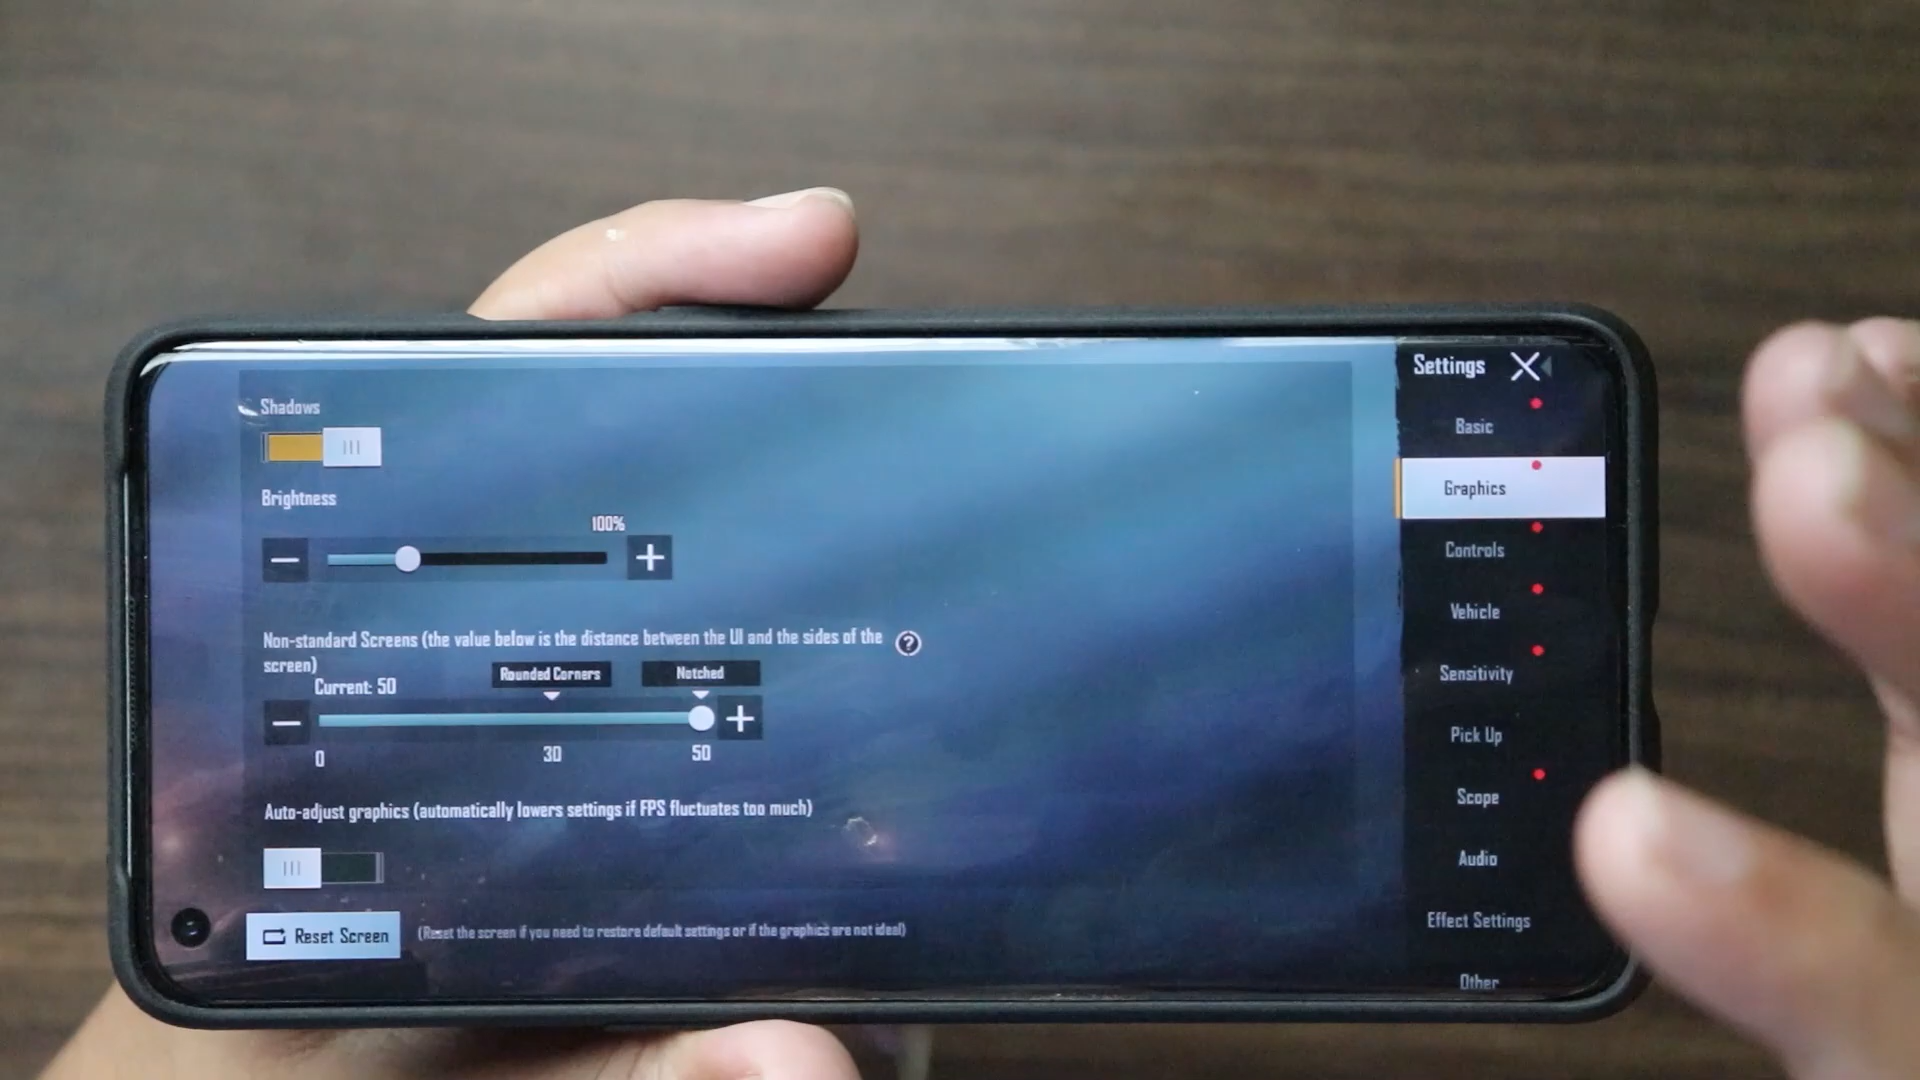 Shadows
Brightness
100%
Non-standard Screens (the value below is the distance between the UI and the sides of the
screen)
Current: 50
Rounded Corners
Notched
0
30
50
Auto-adjust graphics (automatically lowers settings if FPS fluctuates too much)
Reset Screen
(Reset the screen if you need to restore default settings or if the graphics are not ideal)
Settings
Basic
Graphics
Controls
Vehicle
Sensitivity
Pick Up
Scope
Audio
Effect Settings
Other